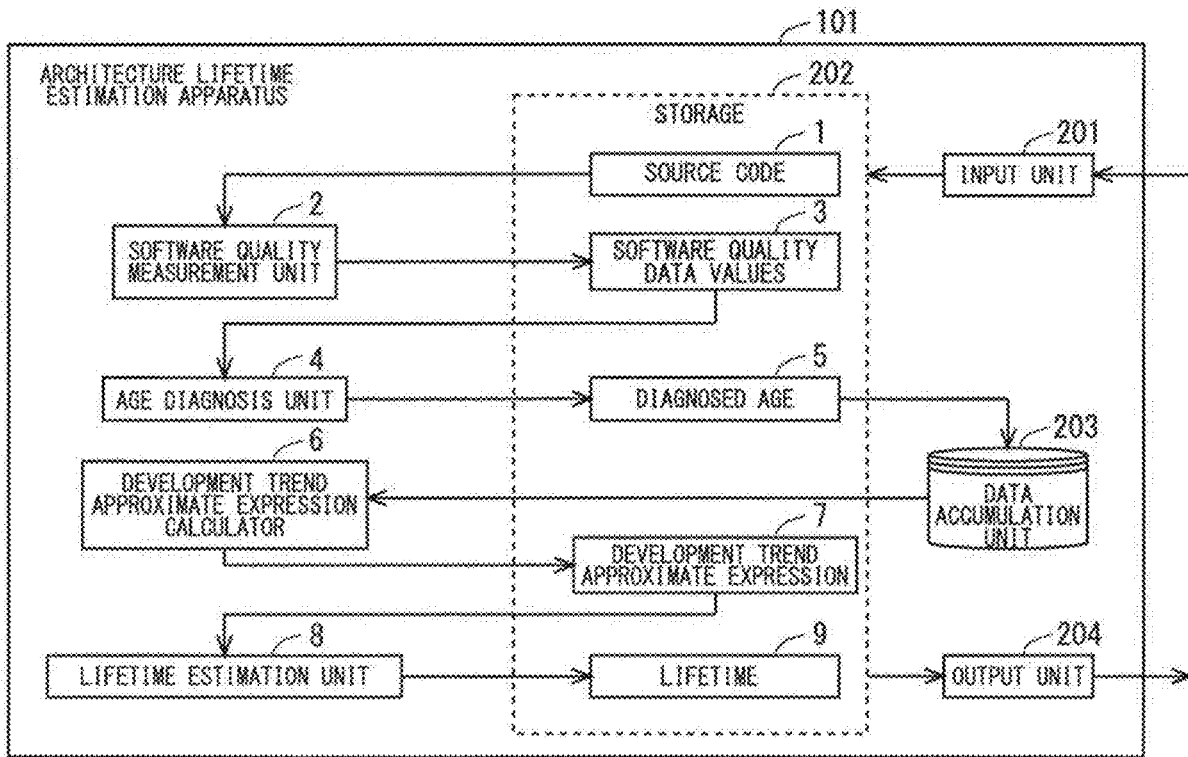 101
ARCHITECTURE LIFETIME
ESTIMATION APPARATUS
202
STORAGE
1
SOURCE CODE
201
INPUT UNIT
2
SOFTWARE QUALITY
MEASUREMENT UNIT
3
SOFTWARE QUALITY
DATA VALUES
4
AGE DIAGNOSIS UNIT
5
DIAGNOSED AGE
203
DATA
ACCUMULATION
UNIT
6
DEVELOPMENT TREND
APPROXIMATE EXPRESSION
CALCULATOR
7
DEVELOPMENT TREND
APPROXIMATE EXPRESSION
8
LIFETIME ESTIMATION UNIT
9
LIFETIME
204
OUTPUT UNIT